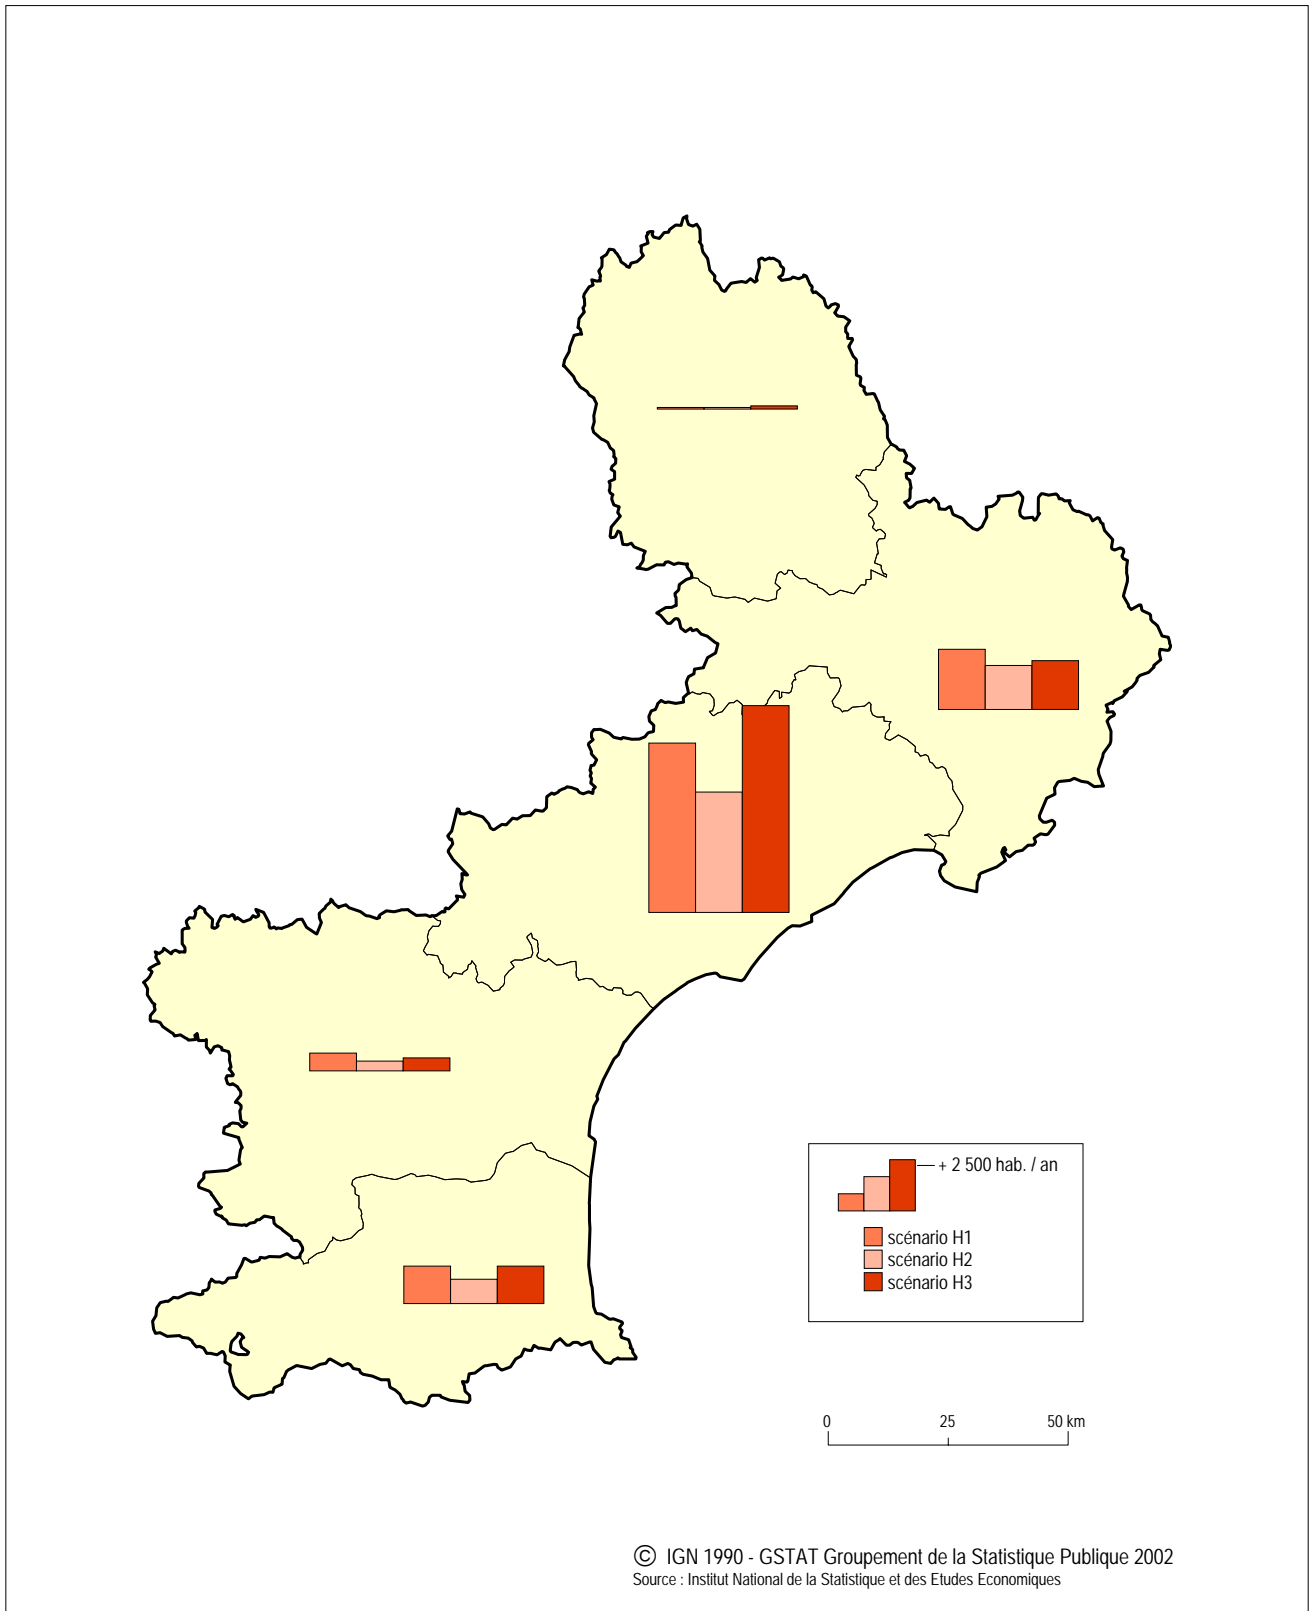 + 2 500 hab. / an
scénario H1
scénario H2
scénario H3
0 25 50 km
© IGN 1990 - GSTAT Groupement de la Statistique Publique 2002
Source : Institut National de la Statistique et des Etudes Economiques